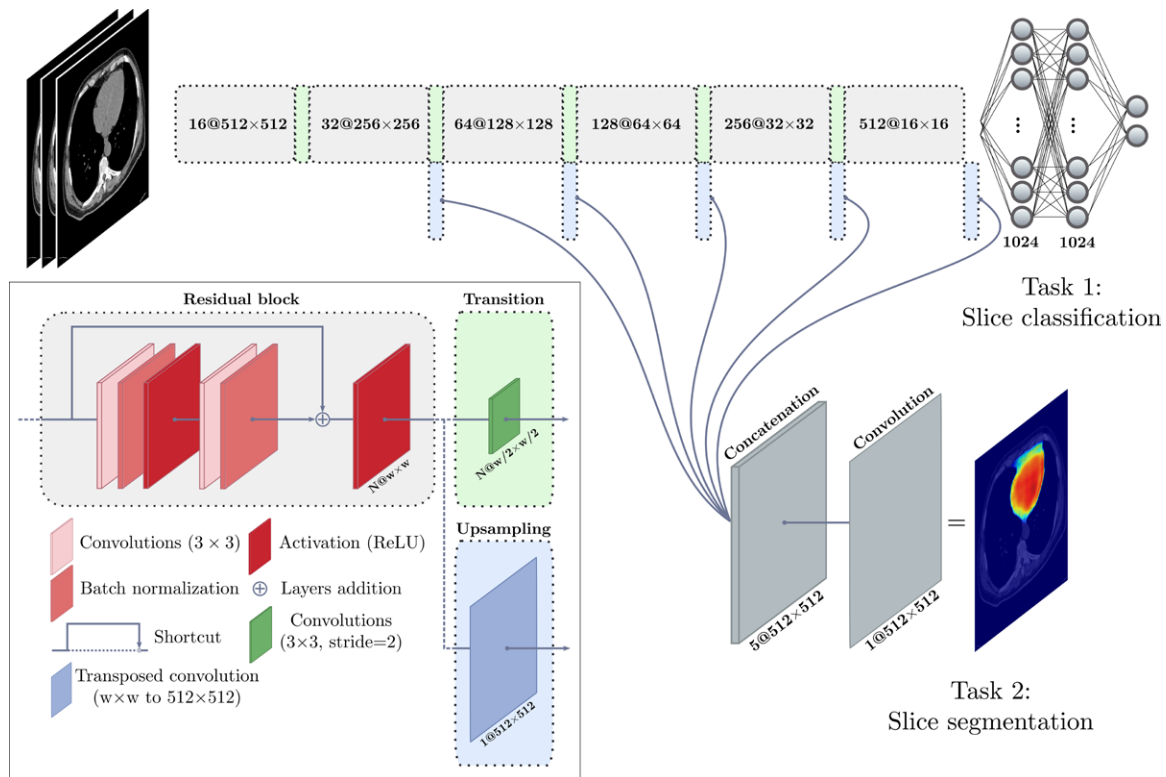 16@512×512
32@256×256
64@128×128
128@64×64
256@32×32
512@16×16
1024
1024
Task 1:
Slice classification
Residual block
Transition
N@w×w
N@w/2×w/2
Upsampling
1@512×512
Convolutions (3 × 3)
Activation (ReLU)
Batch normalization
⊕ Layers addition
Shortcut
Convolutions
(3×3, stride=2)
Transposed convolution
(w×w to 512×512)
Concatenation
5@512×512
Convolution
1@512×512
=
Task 2:
Slice segmentation